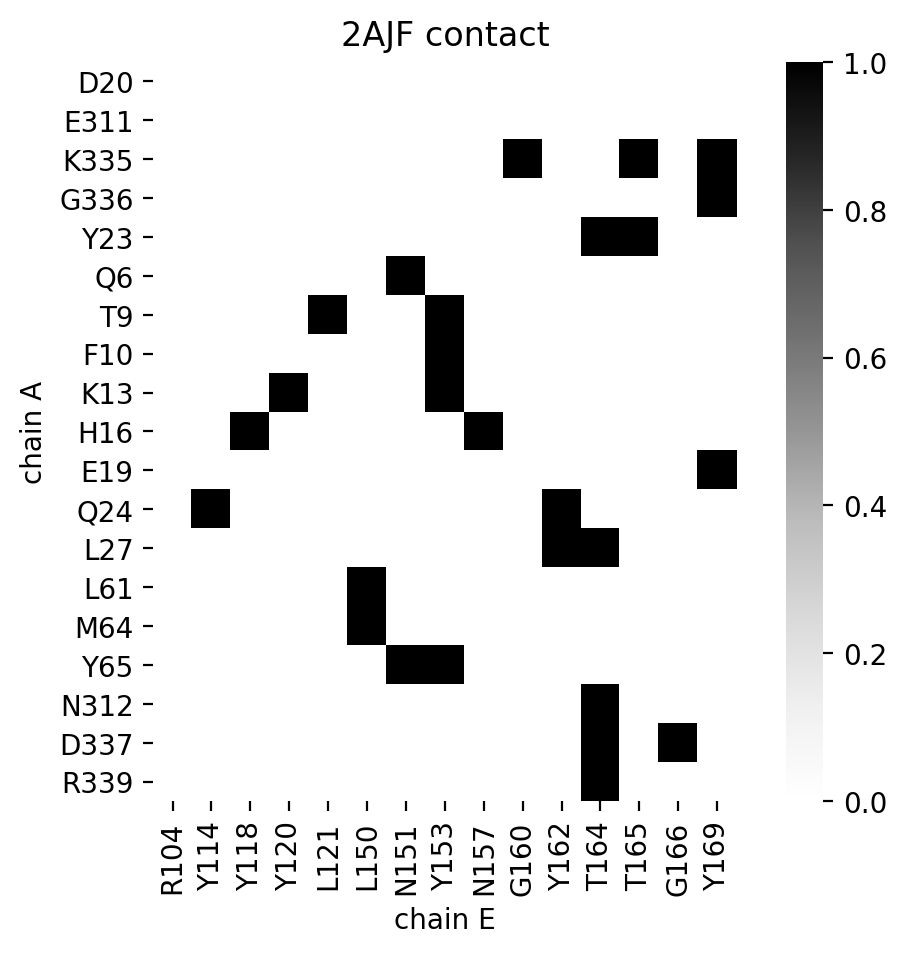 2AJF contact
chain A
D20
E311
K335
G336
Y23
Q6
T9
F10
K13
H16
E19
Q24
L27
L61
M64
Y65
N312
D337
R339
R104
Y114
Y118
Y120
L121
L150
N151
Y153
N157
G160
Y162
T164
T165
G166
Y169
chain E
1.0
0.8
0.6
0.4
0.2
0.0